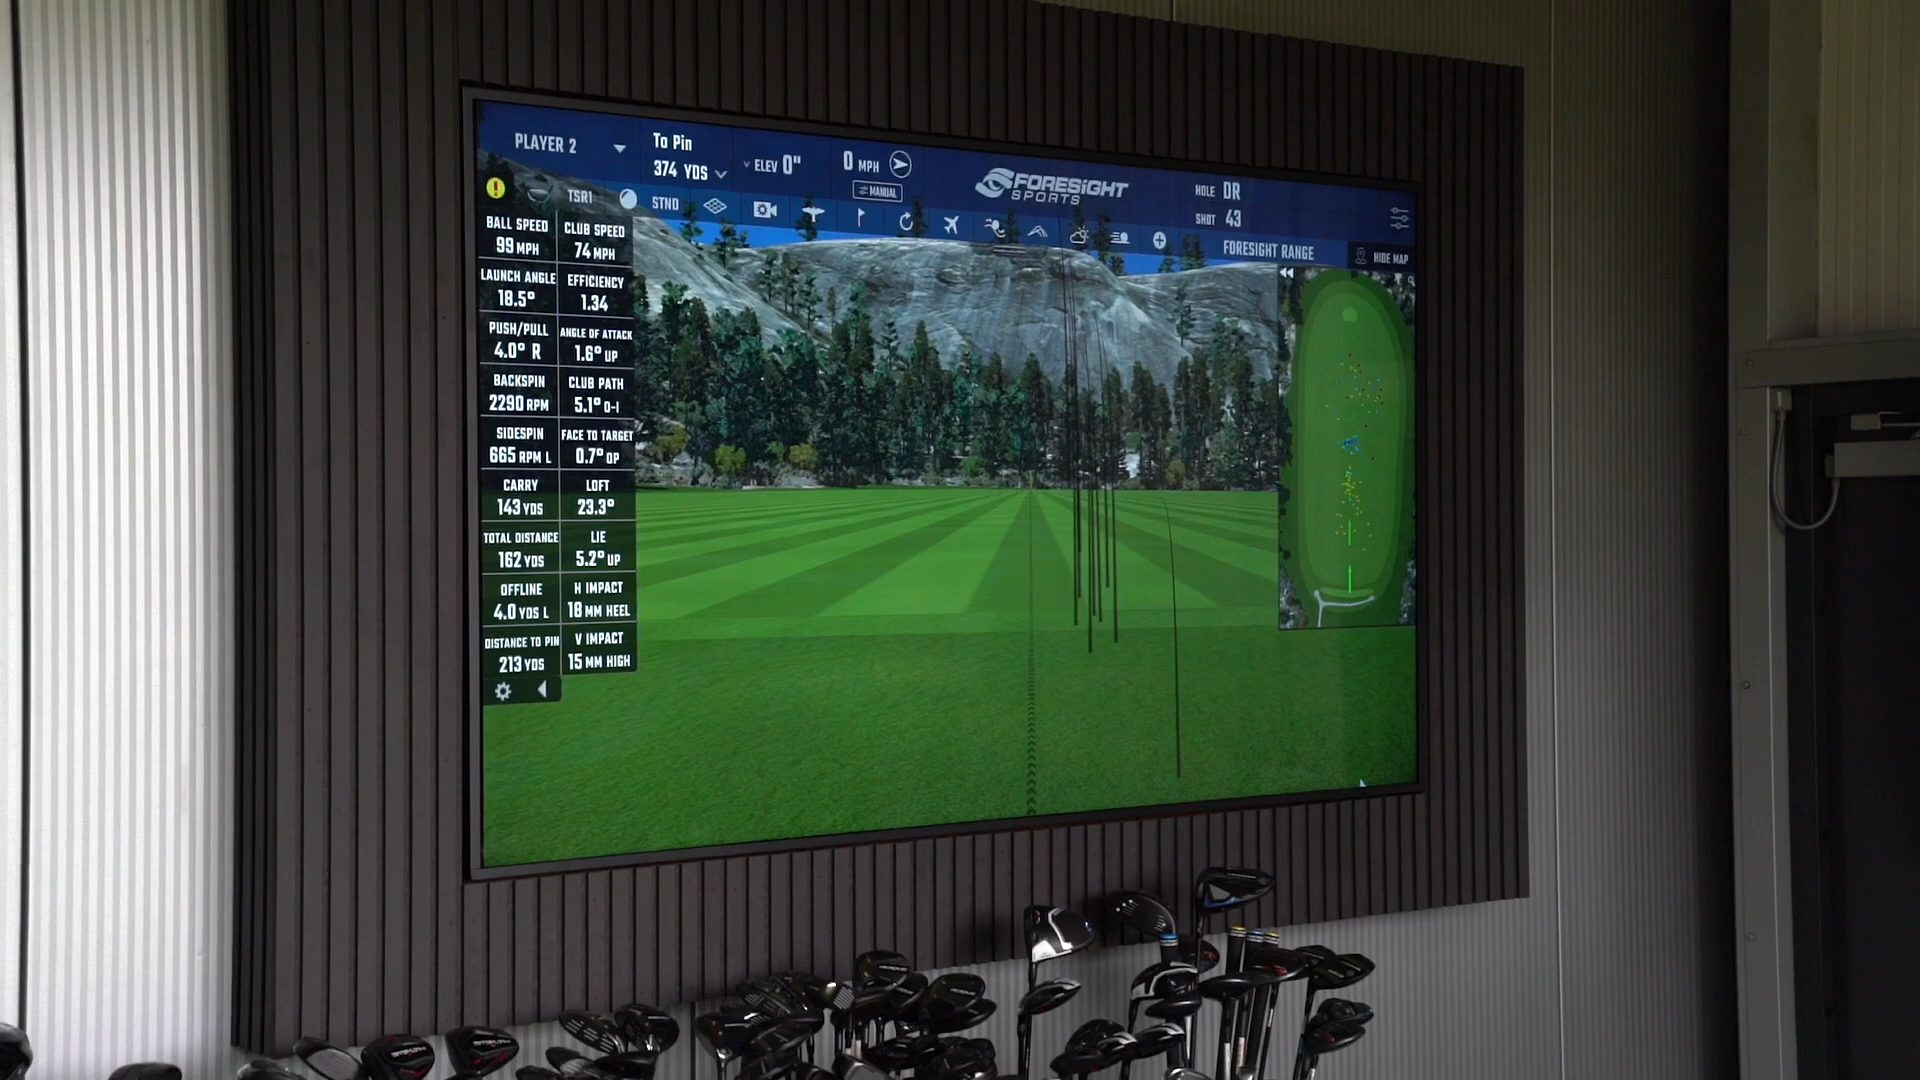 PLAYER 2
To Pin
374 YDS
ELEV 0"
0 MPH
MANUAL
FORESIGHT
SPORTS
HOLE DR
SHOT 43
TSR1
STND
FORESIGHT RANGE
HIDE MAP
BALL SPEED
99 MPH
CLUB SPEED
74 MPH
LAUNCH ANGLE
18.5°
EFFICIENCY
1.34
PUSH/PULL
4.0° R
ANGLE OF ATTACK
1.6° UP
BACKSPIN
2290 RPM
CLUB PATH
5.1° O-I
SIDESPIN
665 RPM L
FACE TO TARGET
0.7° OP
CARRY
143 YDS
LOFT
23.3°
TOTAL DISTANCE
162 YDS
LIE
5.2° UP
OFFLINE
4.0 YDS L
H IMPACT
18 MM HEEL
DISTANCE TO PIN
213 YDS
V IMPACT
15 MM HIGH